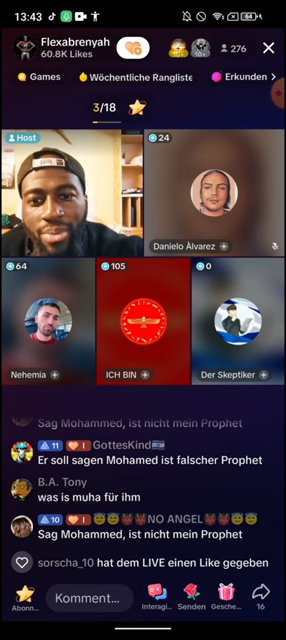 13:43
64
Flexabrenyah
60.8K Likes
276
Games
Wöchentliche Rangliste
Erkunden
3/18
Host
24
Danielo Àlvarez
64
105
0
Nehemia
ICH BIN
Der Skeptiker
Sag Mohammed, ist nicht mein Prophet
11 I GottesKind🇮🇱
Er soll sagen Mohamed ist falscher Prophet
B.A. Tony
was is muha für ihm
10 I 😇😇👹👹NO ANGEL👹👹😇😇
Sag Mohammed, ist nicht mein Prophet
sorscha_10 hat dem LIVE einen Like gegeben
Abonn...
Komment...
Interagi...
Senden
Gesche...
16